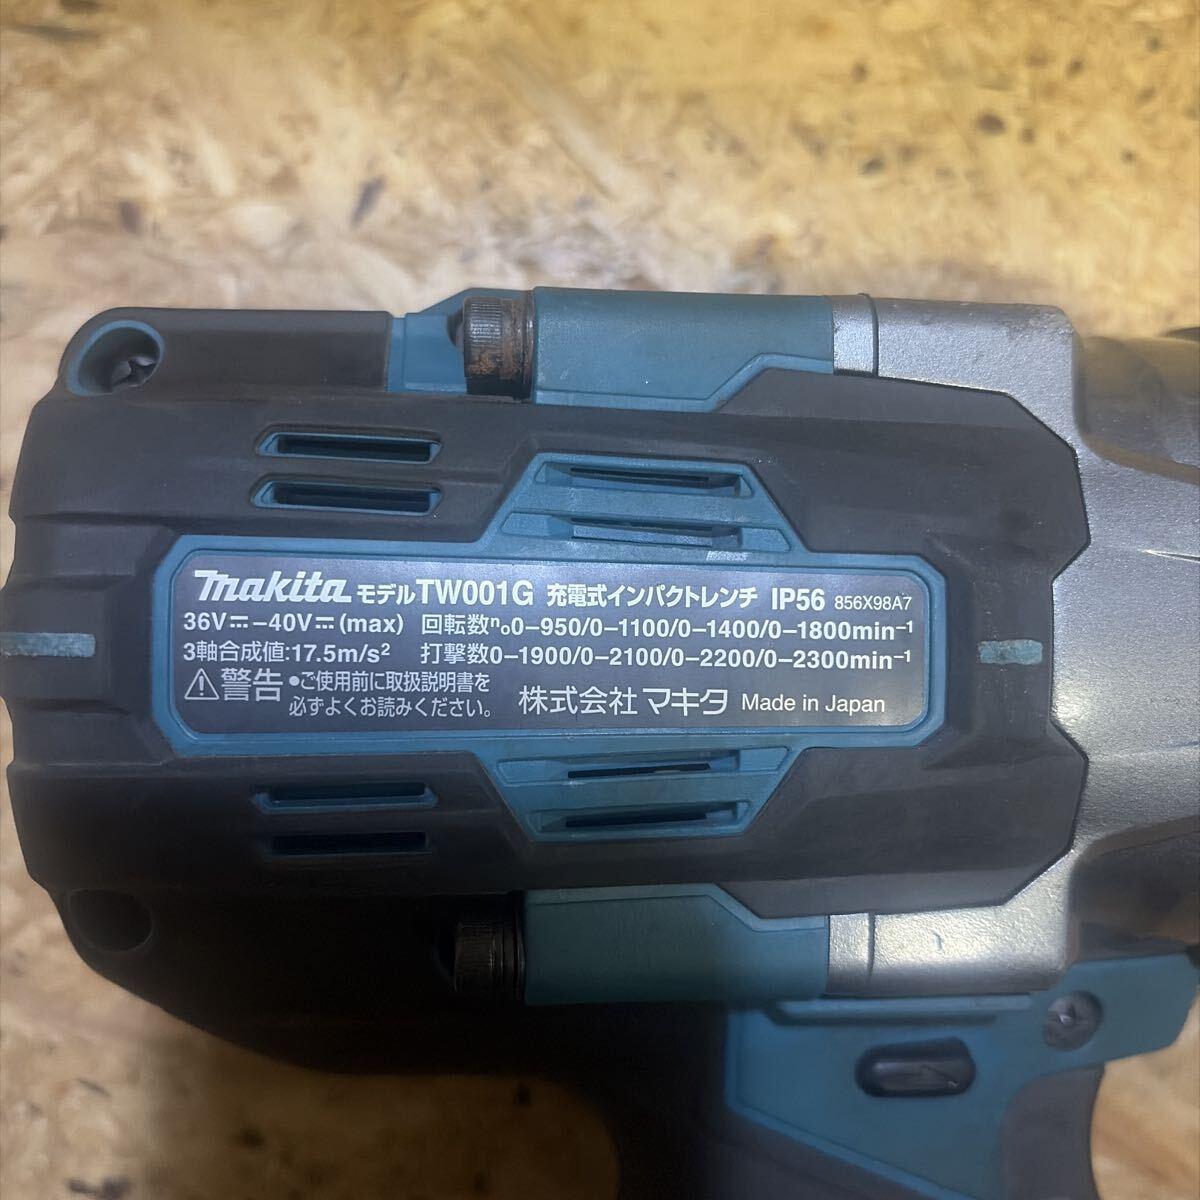 makita モデルTW001G 充電式インパクトレンチ IP56 856X98A7
36V⎓–40V⎓(max) 回転数n₀0–950/0–1100/0–1400/0–1800min⁻¹
3軸合成値:17.5m/s² 打撃数0–1900/0–2100/0–2200/0–2300min⁻¹
⚠警告 •ご使用前に取扱説明書を
必ずよくお読みください。 株式会社 マキタ Made in Japan